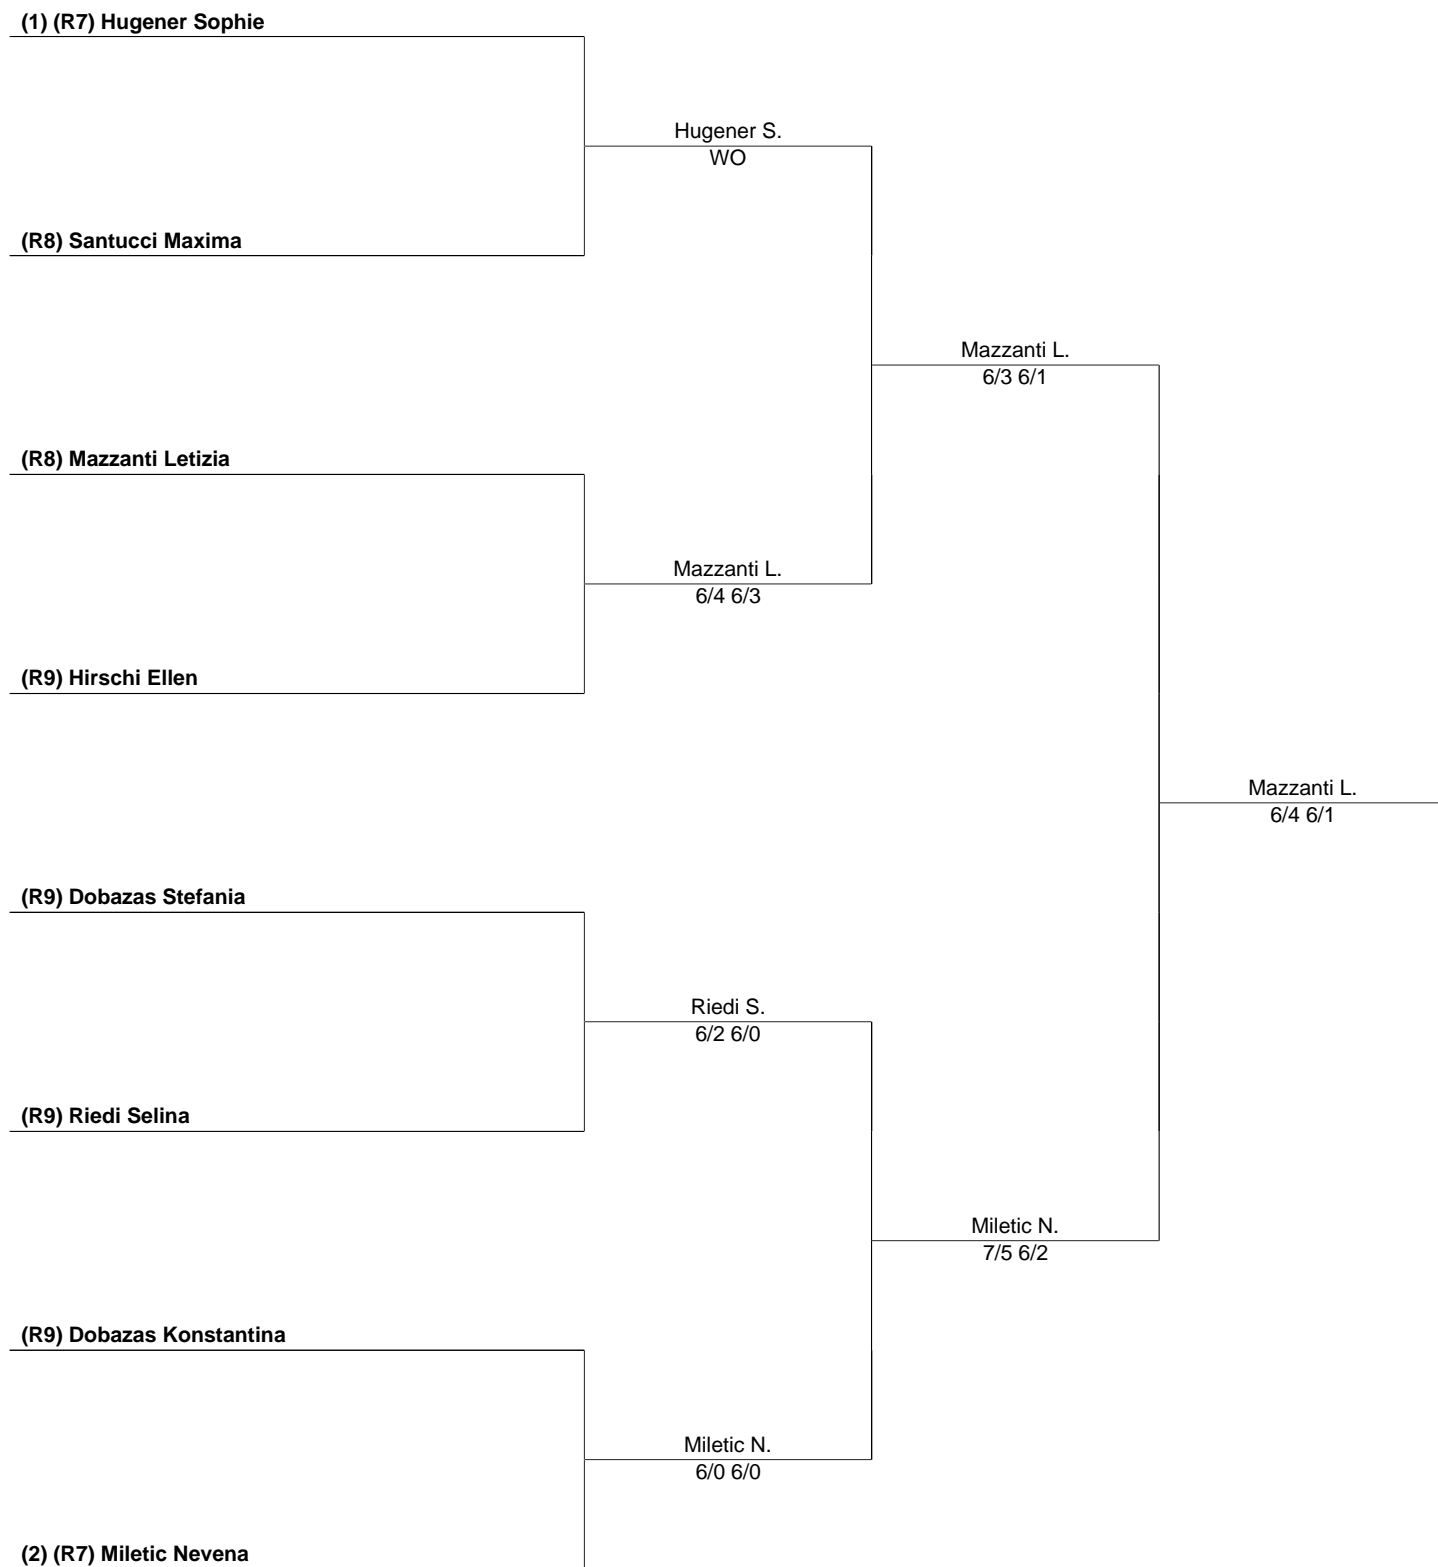 (1) (R7) Hugener Sophie
Hugener S.
WO
(R8) Santucci Maxima
Mazzanti L.
6/3 6/1
(R8) Mazzanti Letizia
Mazzanti L.
6/4 6/3
(R9) Hirschi Ellen
Mazzanti L.
6/4 6/1
(R9) Dobazas Stefania
Riedi S.
6/2 6/0
(R9) Riedi Selina
Miletic N.
7/5 6/2
(R9) Dobazas Konstantina
Miletic N.
6/0 6/0
(2) (R7) Miletic Nevena